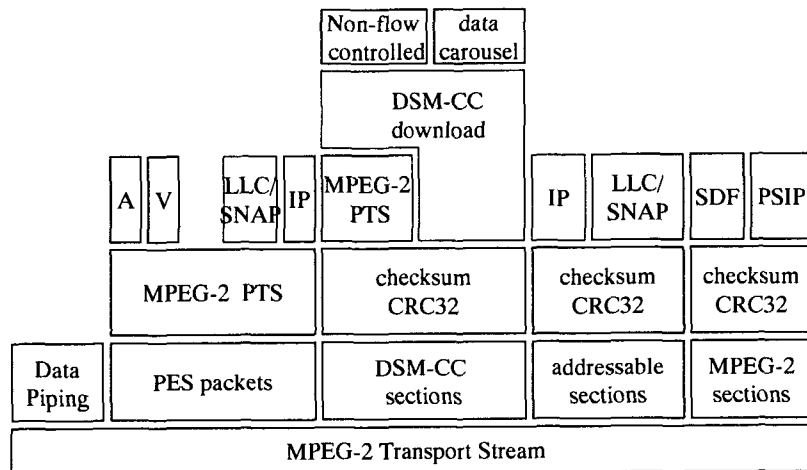 Non-flow
controlled
data
carousel
DSM-CC
download
A
V
LLC/
SNAP
IP
MPEG-2
PTS
IP
LLC/
SNAP
SDF
PSIP
MPEG-2 PTS
checksum
CRC32
checksum
CRC32
checksum
CRC32
Data
Piping
PES packets
DSM-CC
sections
addressable
sections
MPEG-2
sections
MPEG-2 Transport Stream